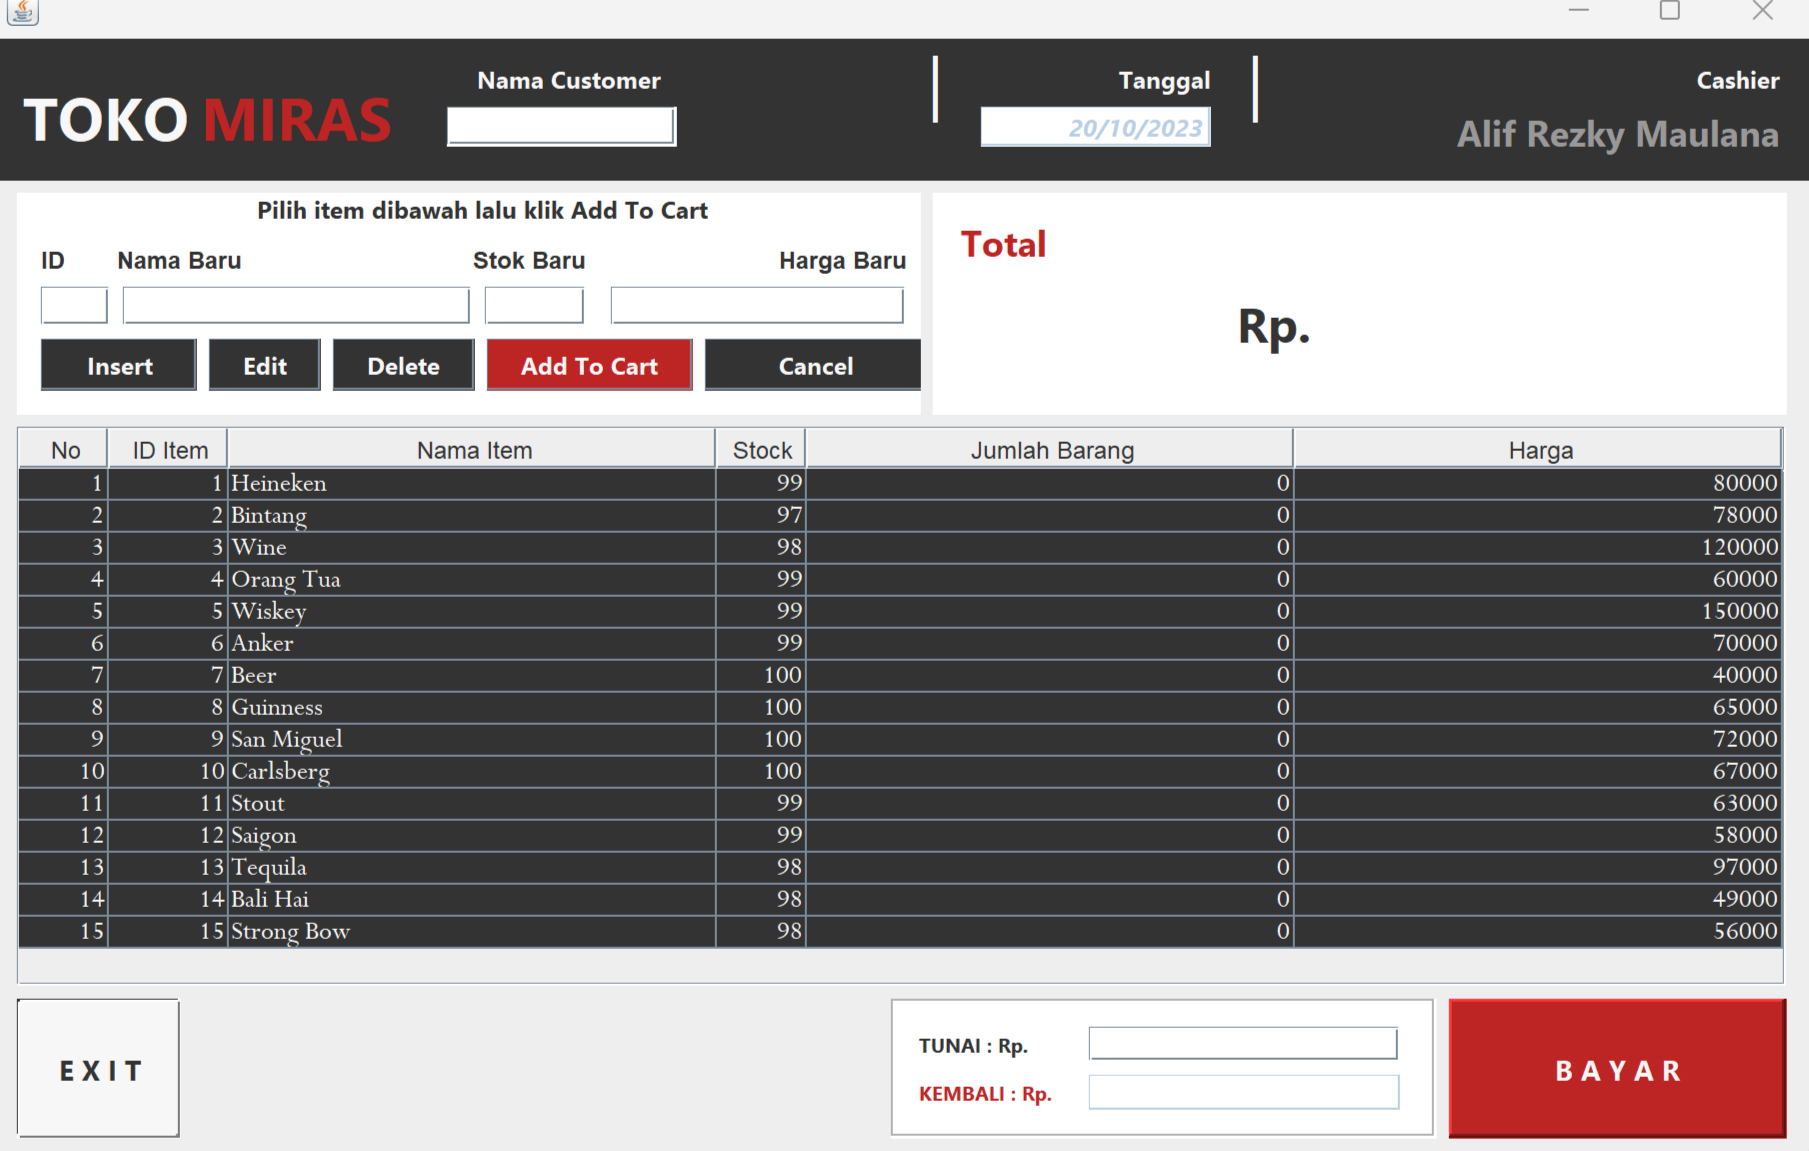 TOKO MIRAS
Nama Customer
Tanggal
20/10/2023
Cashier
Alif Rezky Maulana
Pilih item dibawah lalu klik Add To Cart
ID Nama Baru Stok Baru Harga Baru
Insert Edit Delete Add To Cart Cancel
Total
Rp.
No ID Item Nama Item Stock Jumlah Barang Harga
1 1 Heineken 99 0 80000
2 2 Bintang 97 0 78000
3 3 Wine 98 0 120000
4 4 Orang Tua 99 0 60000
5 5 Wiskey 99 0 150000
6 6 Anker 99 0 70000
7 7 Beer 100 0 40000
8 8 Guinness 100 0 65000
9 9 San Miguel 100 0 72000
10 10 Carlsberg 100 0 67000
11 11 Stout 99 0 63000
12 12 Saigon 99 0 58000
13 13 Tequila 98 0 97000
14 14 Bali Hai 98 0 49000
15 15 Strong Bow 98 0 56000
EXIT
TUNAI : Rp.
KEMBALI : Rp.
BAYAR